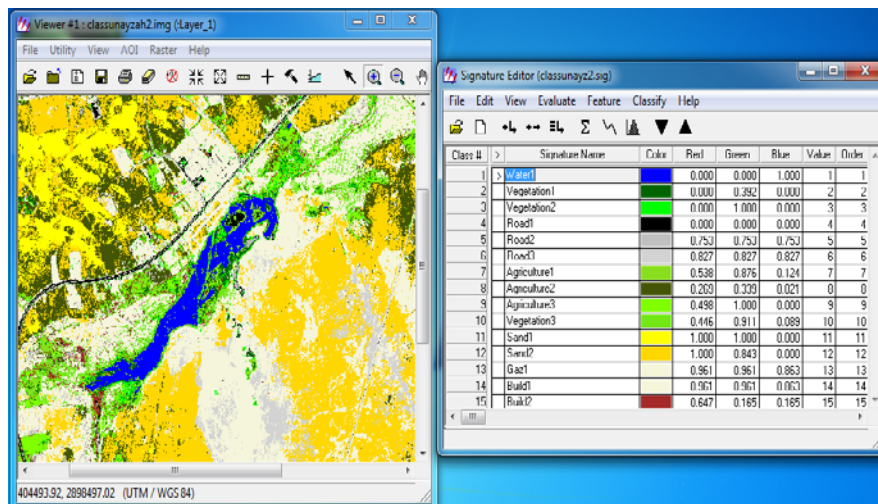 Viewer #1 : classunayzah2.img (:Layer_1)
File Utility View AOI Raster Help
404493.92, 2898497.02 (UTM / WGS 84)
Signature Editor (classunayz2.sig)
File Edit View Evaluate Feature Classify Help
Class # > Signature Name Color Red Green Blue Value Order
1 > Water1 0.000 0.000 1.000 1 1
2 Vegetation1 0.000 0.392 0.000 2 2
3 Vegetation2 0.000 1.000 0.000 3 3
4 Road1 0.000 0.000 0.000 4 4
5 Road2 0.753 0.753 0.753 5 5
6 Road3 0.827 0.827 0.827 6 6
7 Agriculture1 0.538 0.876 0.124 7 7
8 Agriculture2 0.269 0.339 0.021 8 8
9 Agriculture3 0.498 1.000 0.000 9 9
10 Vegetation3 0.446 0.911 0.089 10 10
11 Sand1 1.000 1.000 0.000 11 11
12 Sand2 1.000 0.843 0.000 12 12
13 Gaz1 0.961 0.961 0.863 13 13
14 Build1 0.961 0.961 0.863 14 14
15 Build2 0.647 0.165 0.165 15 15